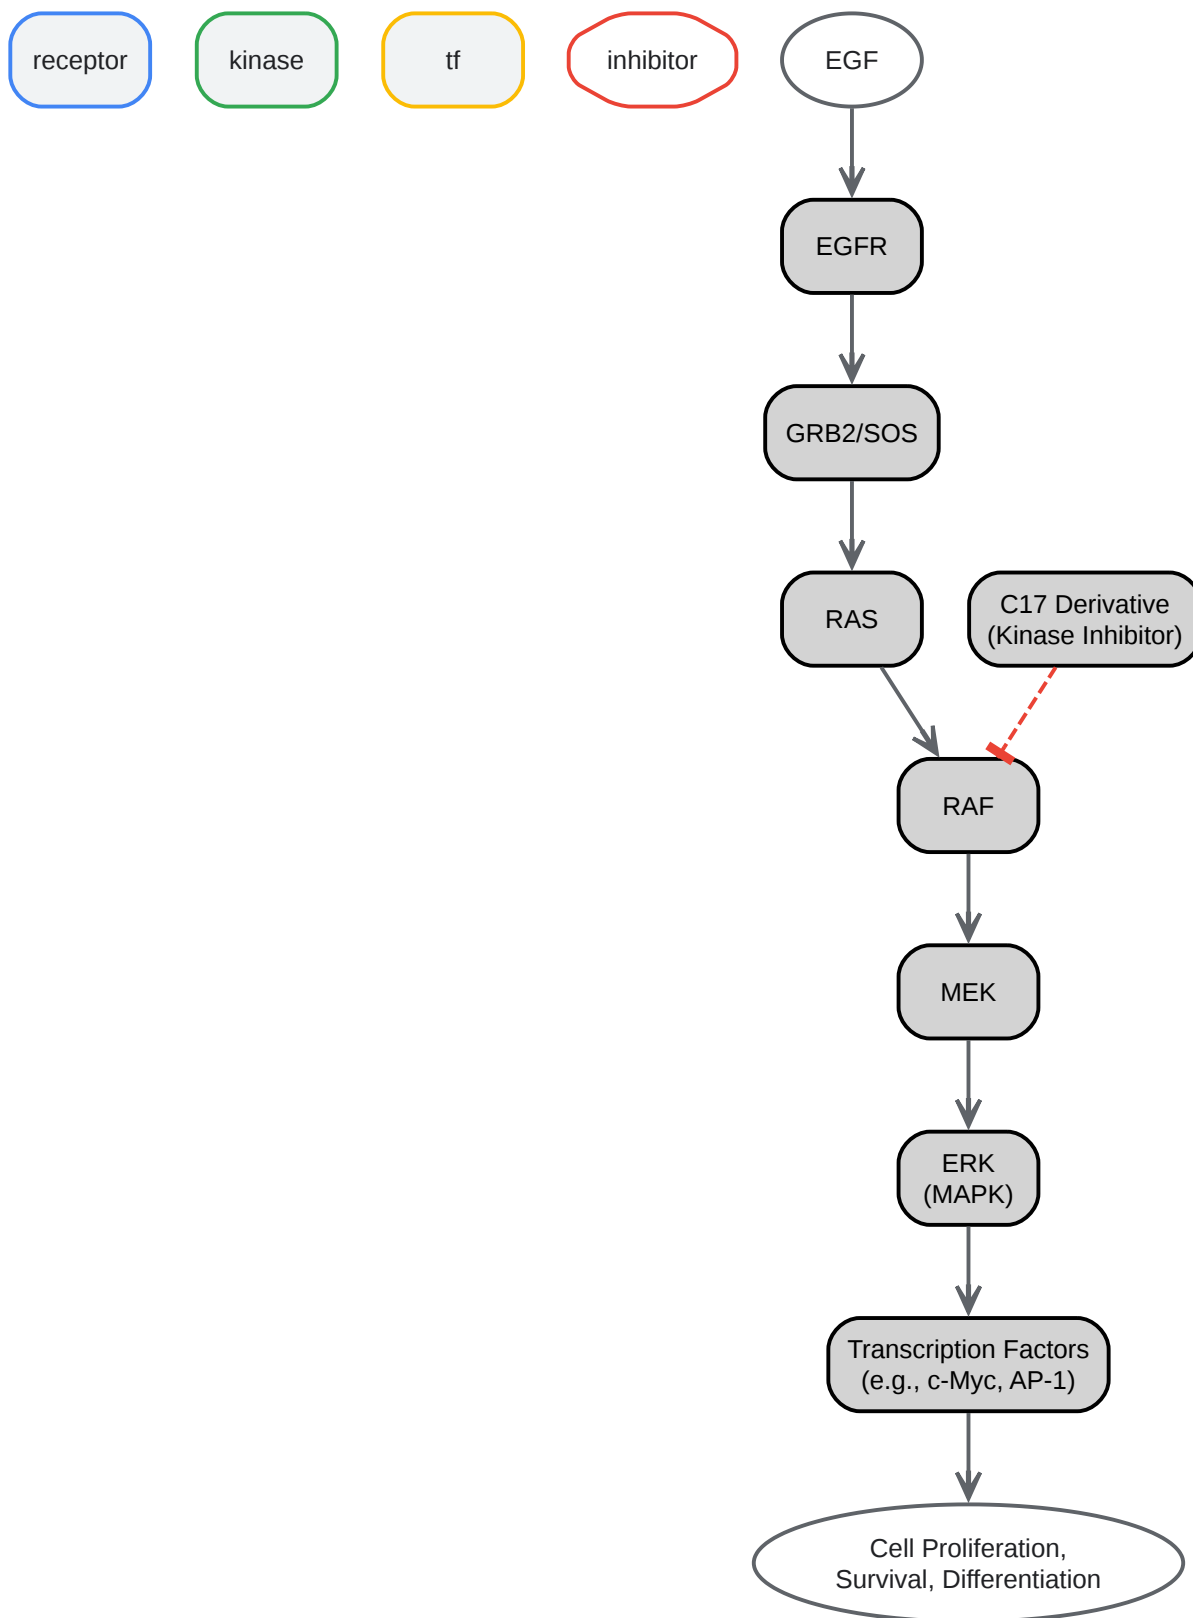 receptor
kinase
tf
inhibitor
EGF
EGFR
GRB2/SOS
RAS
C17 Derivative
(Kinase Inhibitor)
RAF
MEK
ERK
(MAPK)
Transcription Factors
(e.g., c-Myc, AP-1)
Cell Proliferation,
Survival, Differentiation